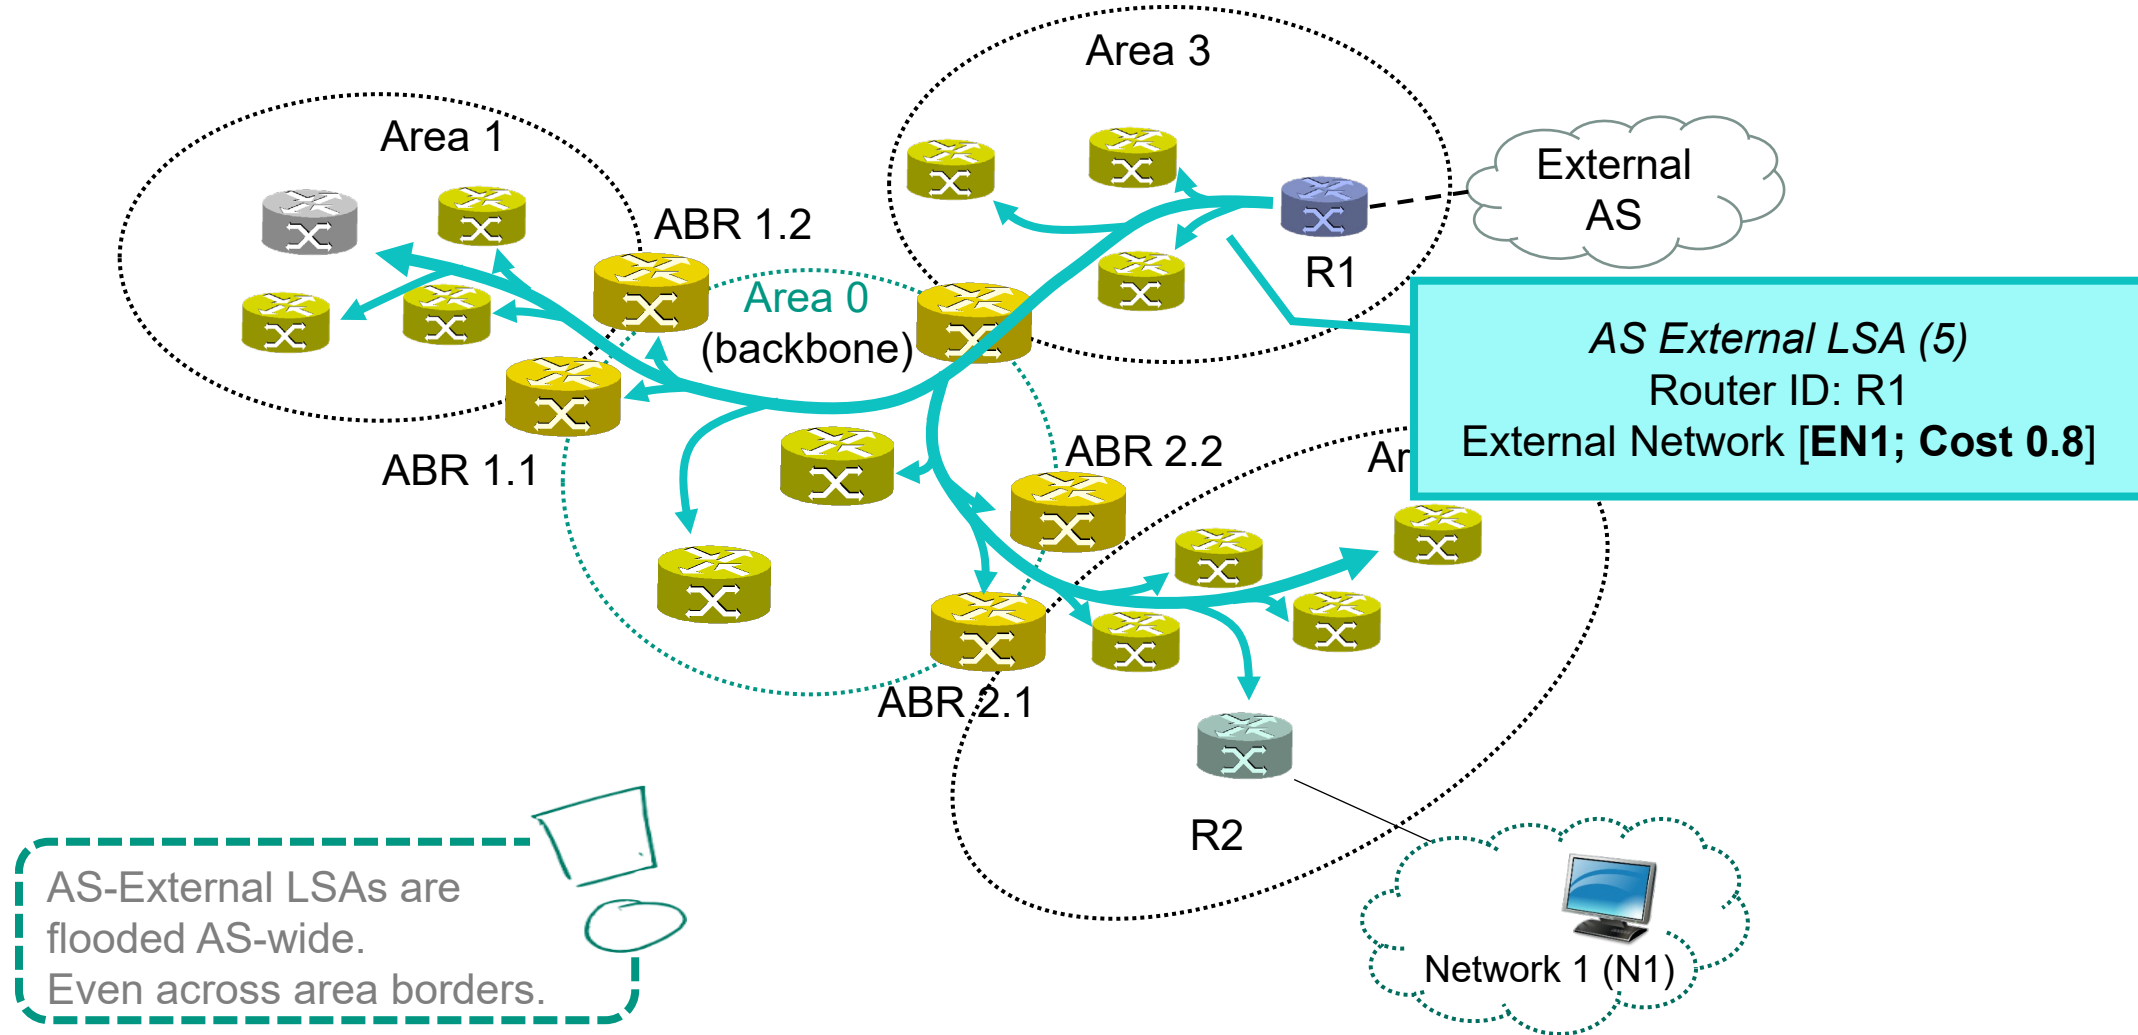 Area 3
Area 1
External
AS
ABR 1.2
R1
Area 0
(backbone)
AS External LSA (5)
Router ID: R1
External Network [EN1; Cost 0.8]
ABR 1.1
ABR 2.2
ABR 2.1
R2
AS-External LSAs are
flooded AS-wide.
Even across area borders.
Network 1 (N1)